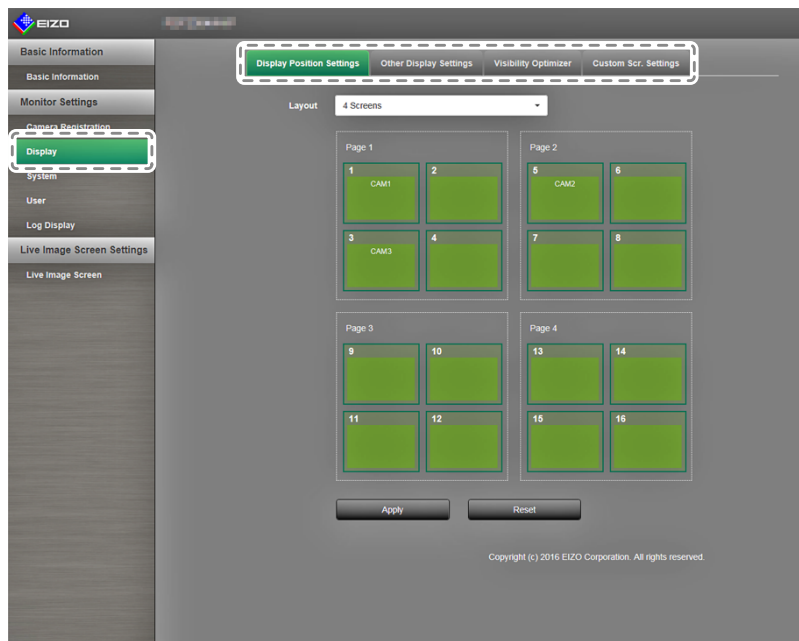 EIZO
Basic Information
Basic Information
Monitor Settings
Camera Registration
Display
System
User
Log Display
Live Image Screen Settings
Live Image Screen
Display Position Settings Other Display Settings Visibility Optimizer Custom Scr. Settings
Layout 4 Screens
Page 1
1 2
CAM1
3 4
CAM3
Page 2
5 6
CAM2
7 8
Page 3
9 10
11 12
Page 4
13 14
15 16
Apply Reset
Copyright (c) 2016 EIZO Corporation. All rights reserved.